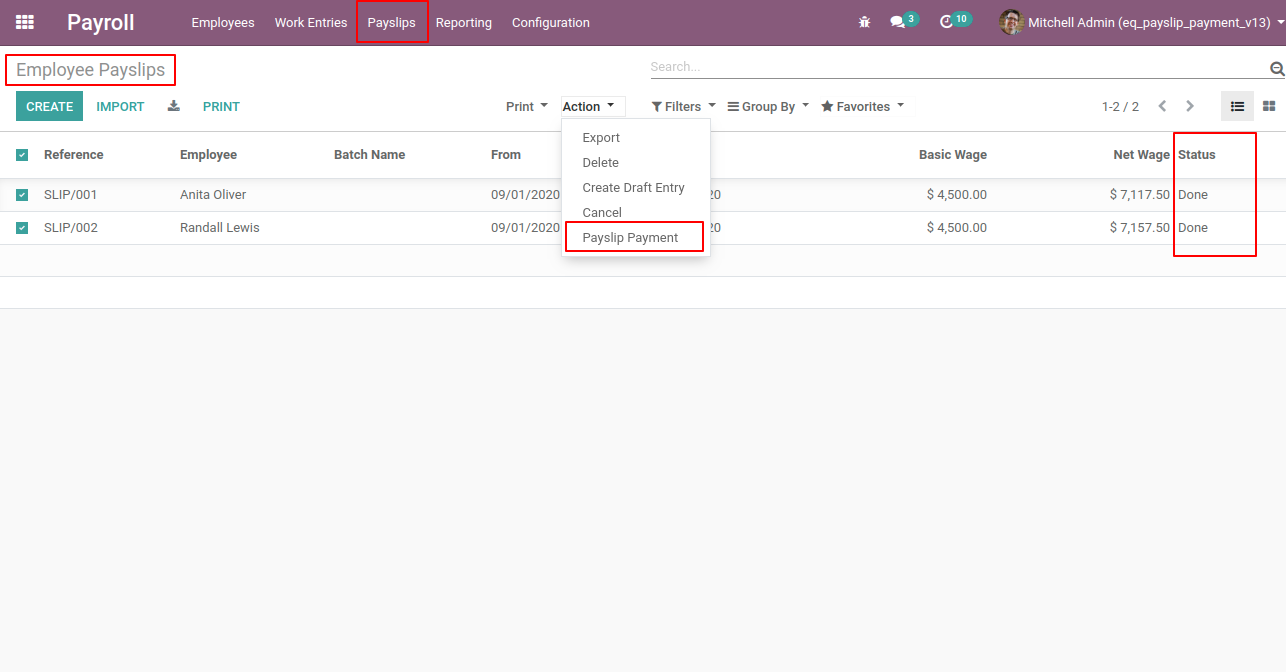 Payroll Employees Work Entries Payslips Reporting Configuration 3 10 Mitchell Admin (eq_payslip_payment_v13)
Employee Payslips Search...
CREATE IMPORT PRINT Print Action Filters Group By Favorites 1-2 / 2
Export
Delete
Create Draft Entry
Cancel
Payslip Payment
Reference Employee Batch Name From Basic Wage Net Wage Status
SLIP/001 Anita Oliver 09/01/2020 20 $ 4,500.00 $ 7,117.50 Done
SLIP/002 Randall Lewis 09/01/2020 20 $ 4,500.00 $ 7,157.50 Done